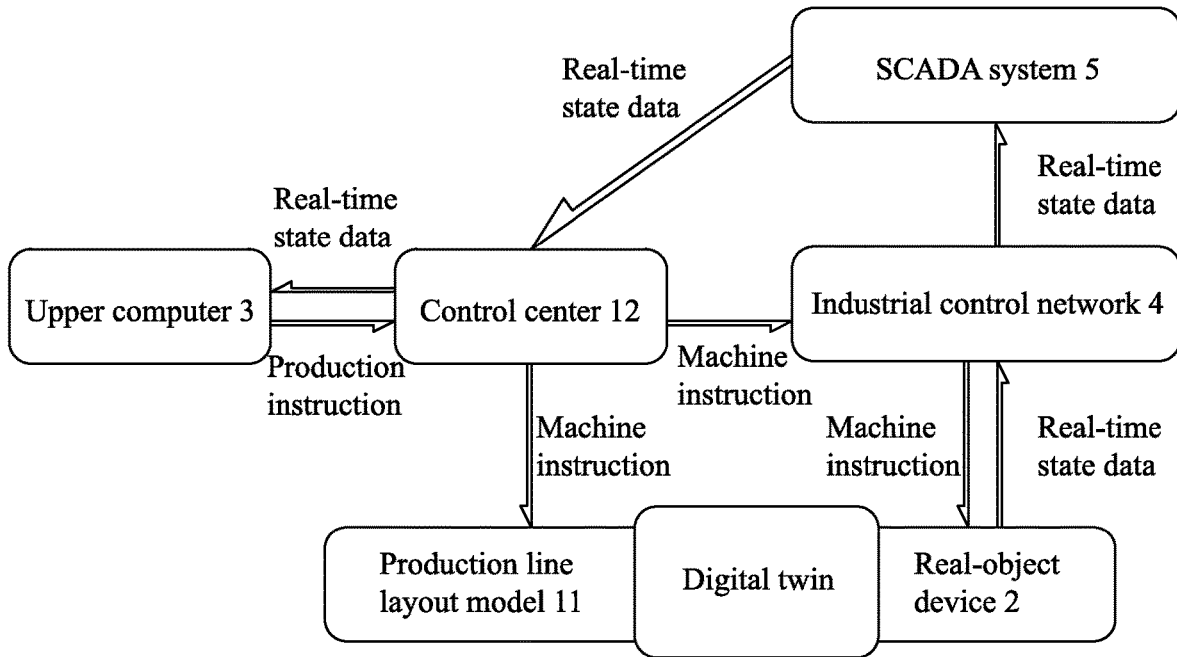 Real-time
state data
SCADA system 5
Real-time
state data
Real-time
state data
Upper computer 3
Control center 12
Industrial control network 4
Production
instruction
Machine
instruction
Machine
instruction
Machine
instruction
Real-time
state data
Production line
layout model 11
Digital twin
Real-object
device 2